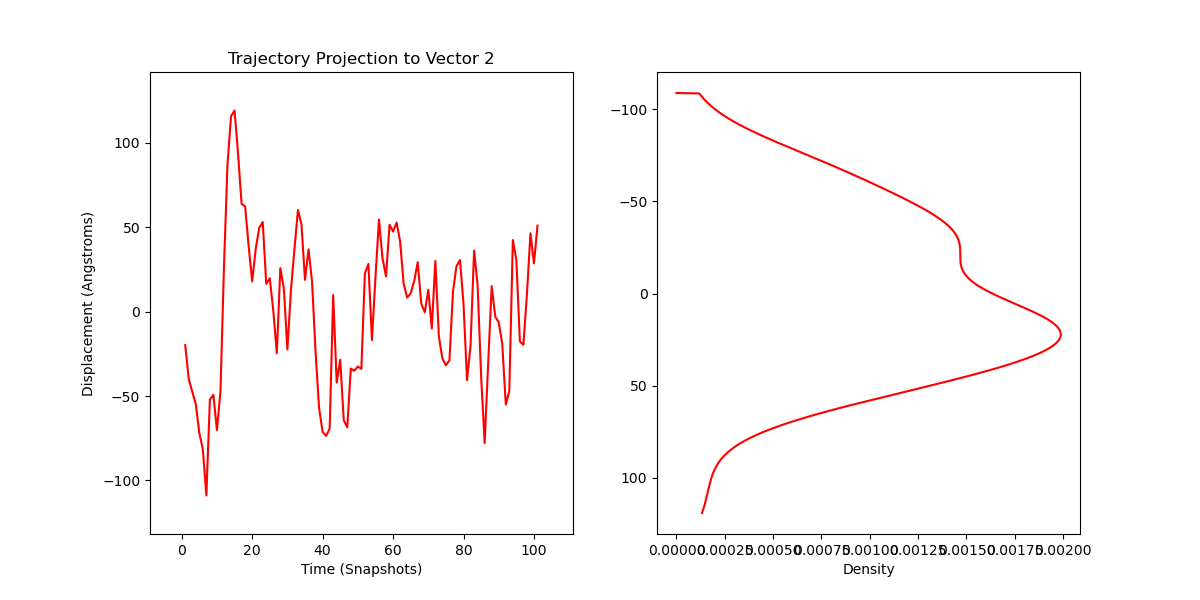 Trajectory Projection to Vector 2
Displacement (Angstroms)
100
50
0
−50
−100
0 20 40 60 80 100
Time (Snapshots)
−100
−50
0
50
100
0.00000 0.00025 0.00050 0.00075 0.00100 0.00125 0.00150 0.00175 0.00200
Density